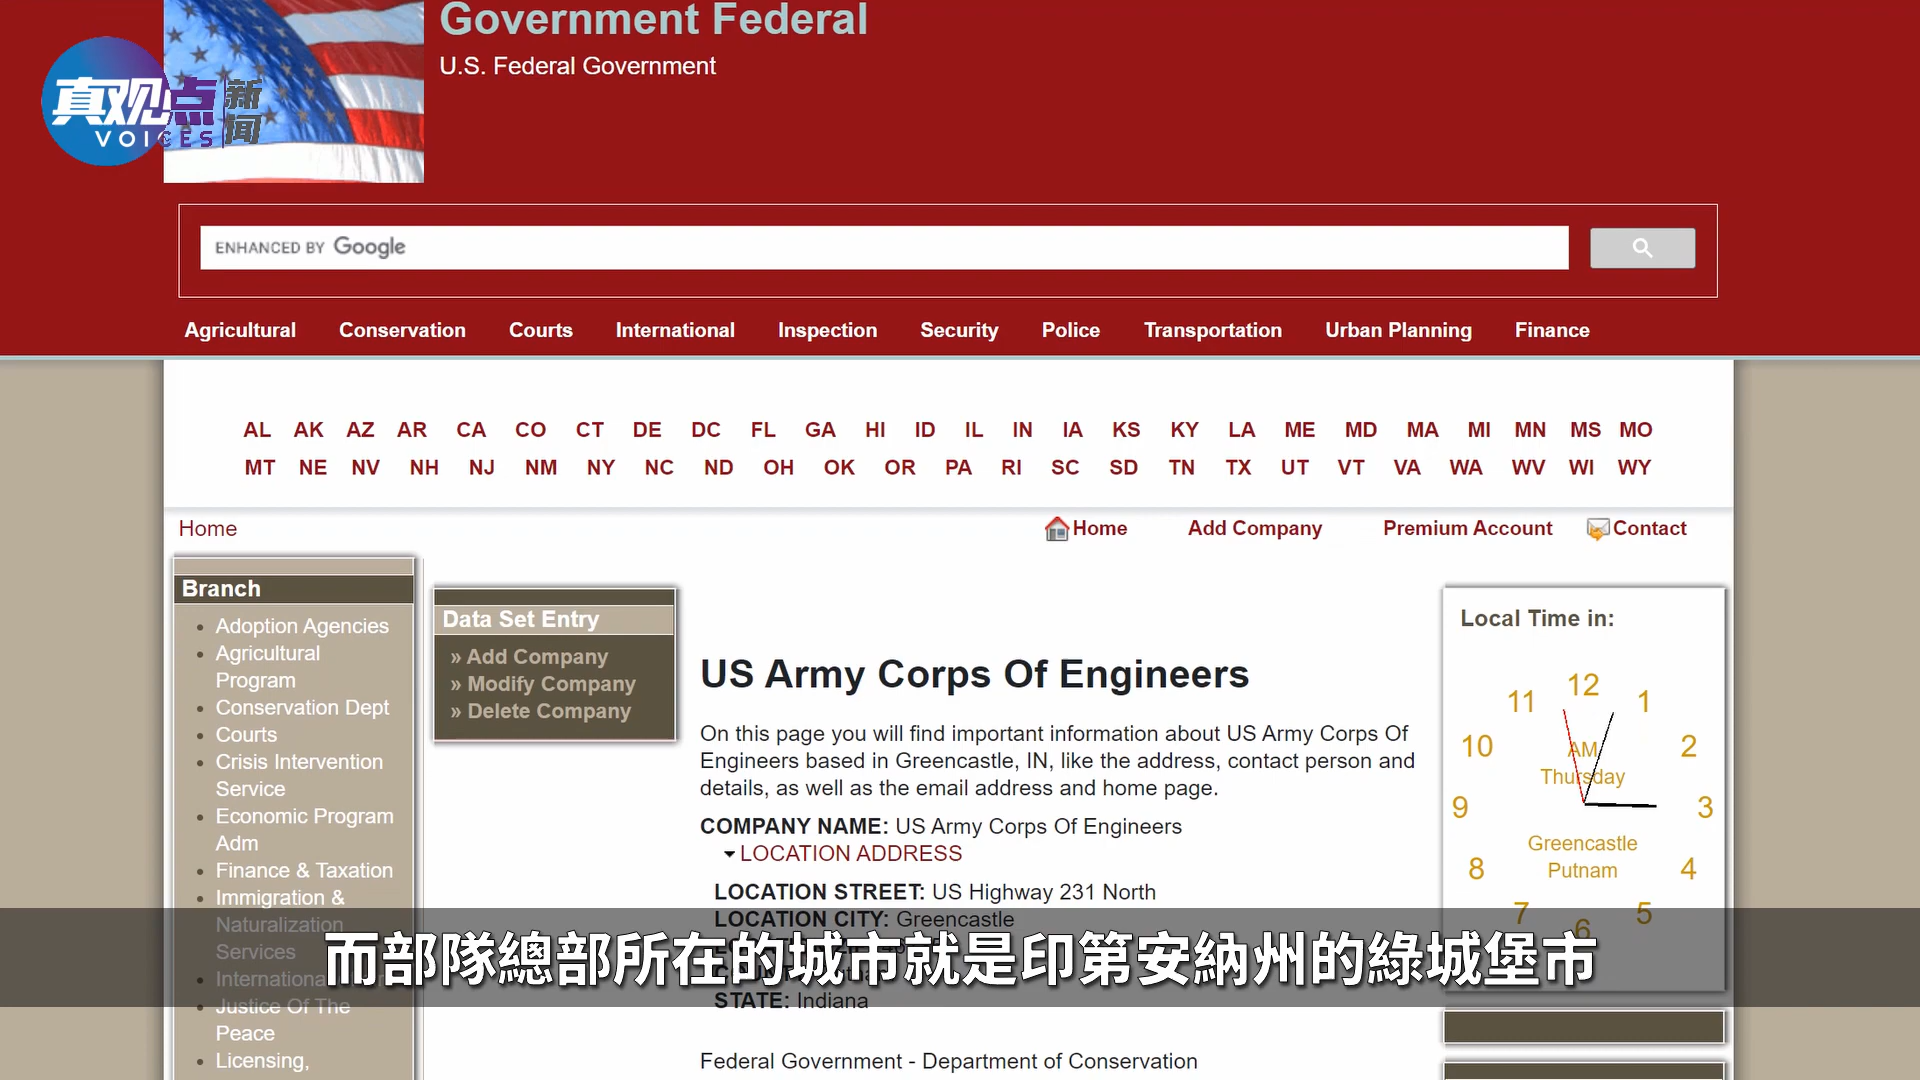 Government Federal
U.S. Federal Government
真观点 新闻
VOICES
ENHANCED BY Google
Agricultural Conservation Courts International Inspection Security Police Transportation Urban Planning Finance
AL AK AZ AR CA CO CT DE DC FL GA HI ID IL IN IA KS KY LA ME MD MA MI MN MS MO
MT NE NV NH NJ NM NY NC ND OH OK OR PA RI SC SD TN TX UT VT VA WA WV WI WY
Home
Home Add Company Premium Account Contact
Branch
Adoption Agencies
Agricultural
Program
Conservation Dept
Courts
Crisis Intervention
Service
Economic Program
Adm
Finance & Taxation
Immigration &
Naturalization
Services
International
Justice Of The
Peace
Licensing,
Data Set Entry
» Add Company
» Modify Company
» Delete Company
US Army Corps Of Engineers
On this page you will find important information about US Army Corps Of
Engineers based in Greencastle, IN, like the address, contact person and
details, as well as the email address and home page.
COMPANY NAME: US Army Corps Of Engineers
LOCATION ADDRESS
LOCATION STREET: US Highway 231 North
LOCATION CITY: Greencastle
STATE: Indiana
Federal Government - Department of Conservation
Local Time in:
12
11 1
10 2
9 3
8 4
7 5
6
AM
Thursday
Greencastle
Putnam
而部隊總部所在的城市就是印第安納州的綠城堡市